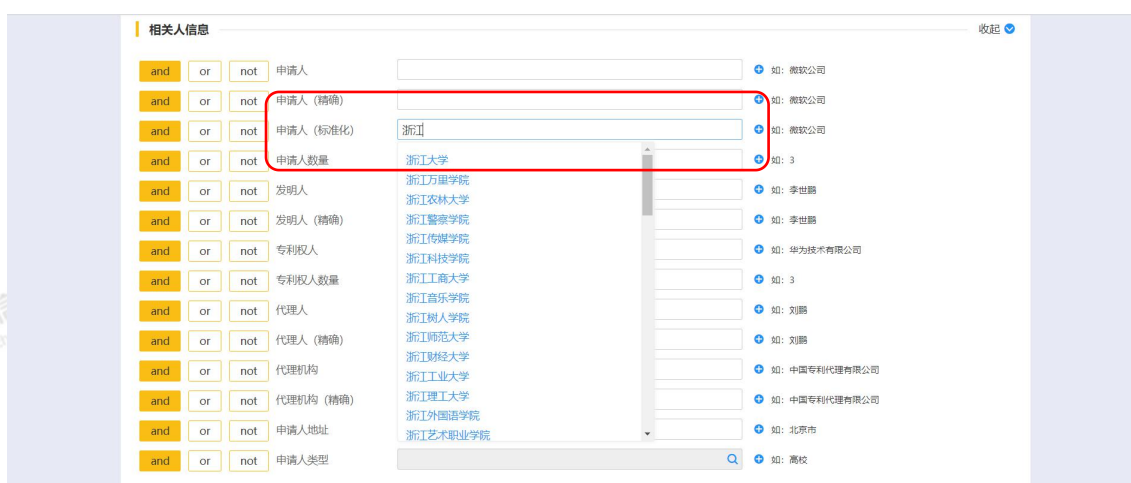 相关人信息 收起
and or not 申请人 如：微软公司
and or not 申请人（精确） 如：微软公司
and or not 申请人（标准化） 浙江 如：微软公司
and or not 申请人数量 浙江大学 如：3
浙江万里学院
and or not 发明人 浙江农林大学 如：李世鹏
and or not 发明人（精确） 浙江警察学院 如：李世鹏
浙江传媒学院
and or not 专利权人 浙江科技学院 如：华为技术有限公司
and or not 专利权人数量 浙江工商大学 如：3
浙江音乐学院
and or not 代理人 浙江树人学院 如：刘鹏
and or not 代理人（精确） 浙江师范大学 如：刘鹏
浙江财经大学
and or not 代理机构 浙江工业大学 如：中国专利代理有限公司
and or not 代理机构（精确） 浙江理工大学 如：中国专利代理有限公司
浙江外国语学院
and or not 申请人地址 浙江艺术职业学院 如：北京市
and or not 申请人类型 如：高校